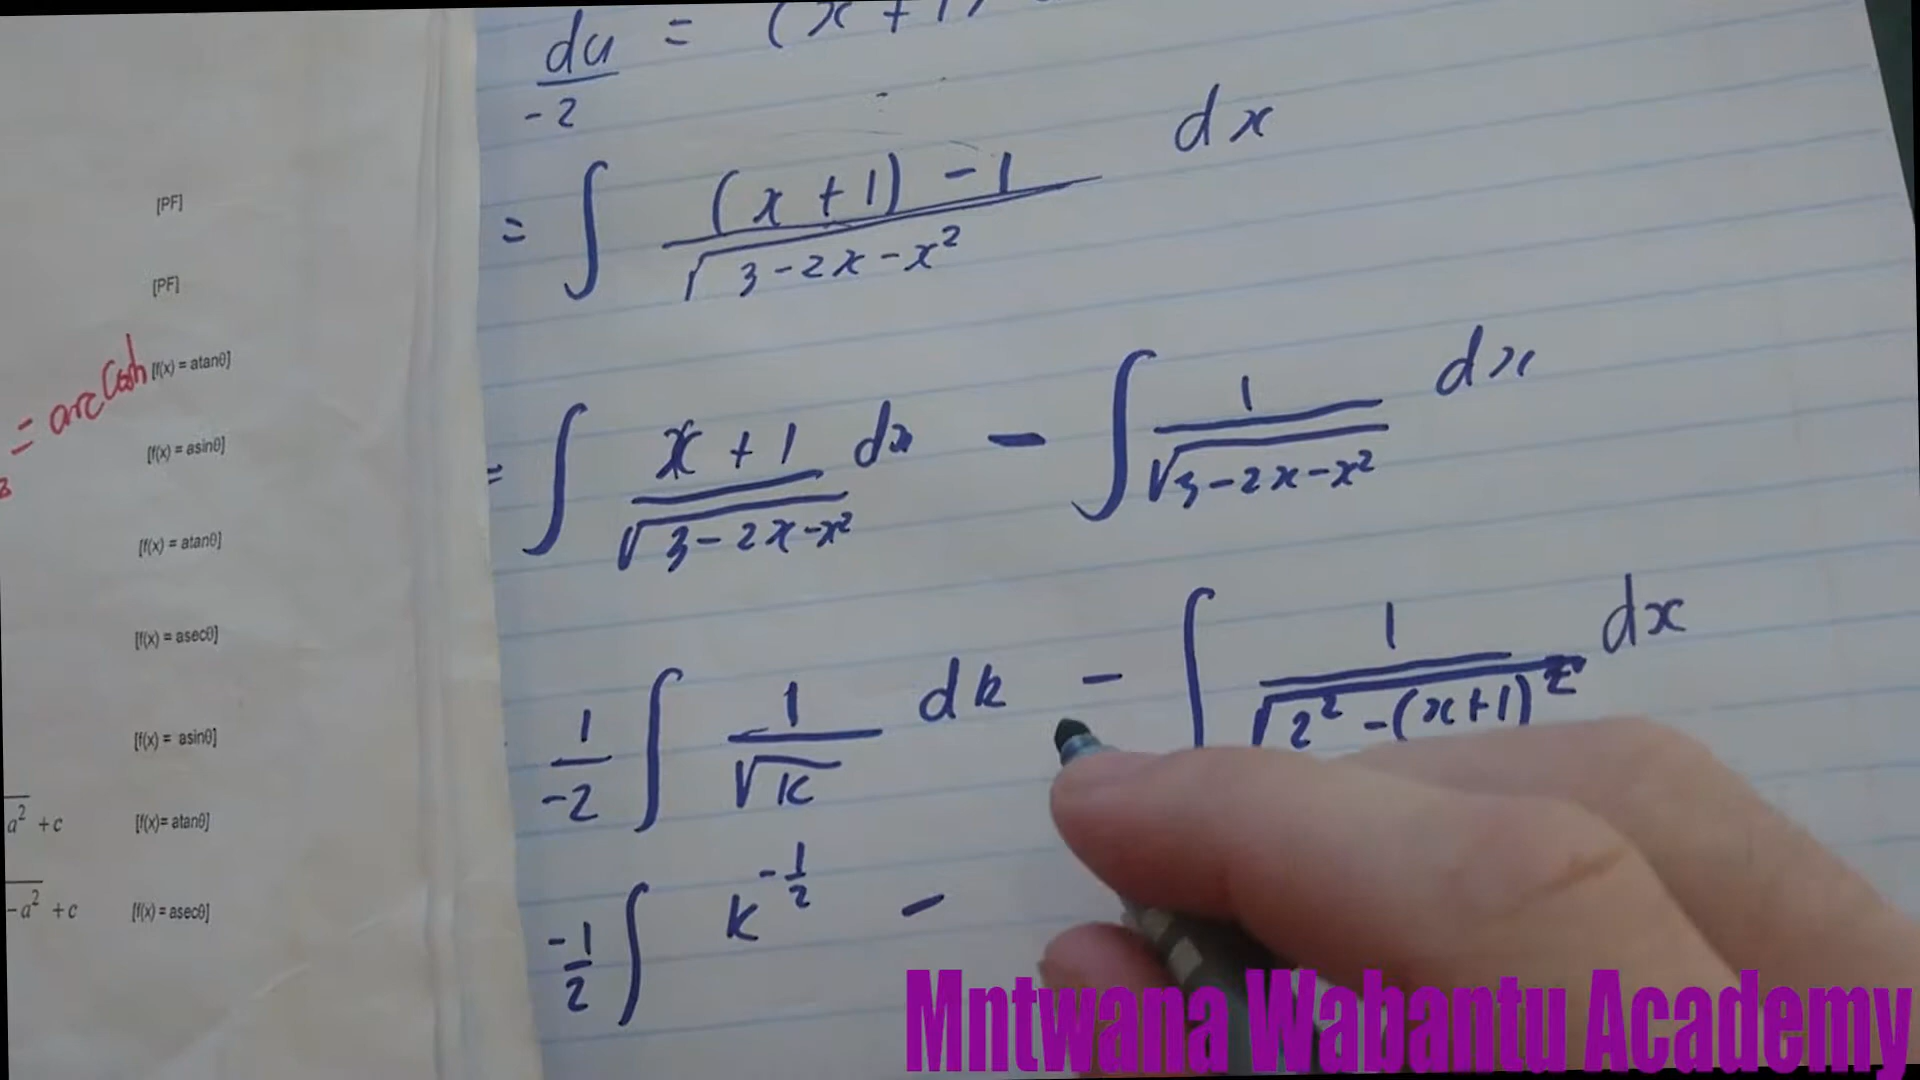 [PF]
[PF]
= arcCosh [f(x) = atanθ]
[f(x) = asinθ]
[f(x) = atanθ]
[f(x) = asecθ]
[f(x) = asinθ]
a² + c [f(x)= atanθ]
-a² + c [f(x) = asecθ]
du/-2 = (x+1)
= ∫ (x+1) -1 / √3-2x-x² dx
= ∫ x+1 / √3-2x-x² dx - ∫ 1/√3-2x-x² dx
1/-2 ∫ 1/√k dk - ∫ 1/√2²-(x+1)² dx
-1/2 ∫ k^-1/2 -
Mntwana Wabantu Academy